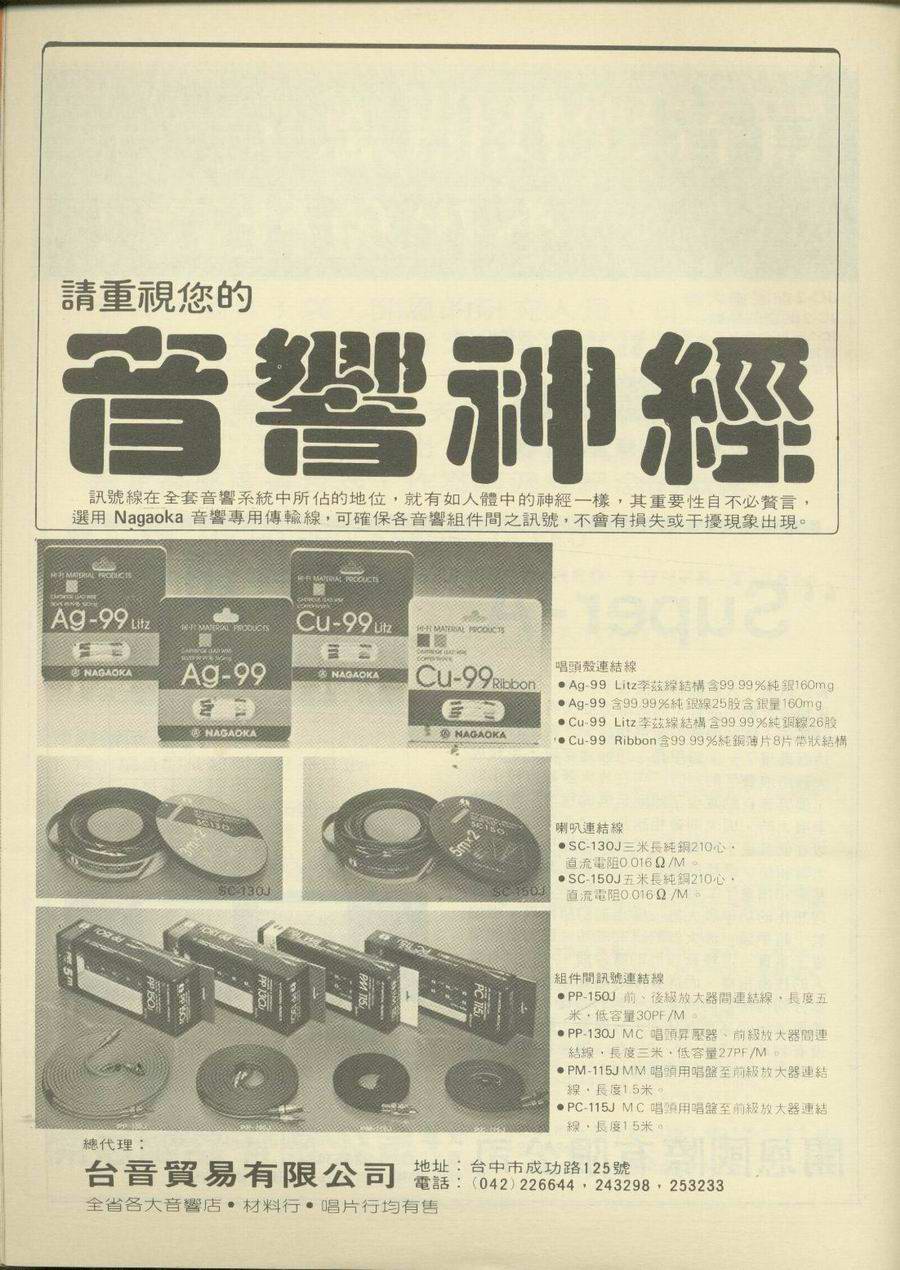 請重視您的
音響神經
訊號線在全套音響系統中所佔的地位，就有如人體中的神經一樣，其重要性自不必贅言，
選用 Nagaoka 音響專用傳輸線，可確保各音響組件間之訊號，不會有損失或干擾現象出現。
HI-FI MATERIAL PRODUCTS
CARTRIDGE LEAD WIRE
Ag-99 Litz
NAGAOKA
HI-FI MATERIAL PRODUCTS
CARTRIDGE LEAD WIRE
Ag-99
NAGAOKA
HI-FI MATERIAL PRODUCTS
CARTRIDGE LEAD WIRE
Cu-99 Litz
NAGAOKA
HI-FI MATERIAL PRODUCTS
CARTRIDGE LEAD WIRE
Cu-99 Ribbon
NAGAOKA
唱頭殼連結線
●Ag-99 Litz李玆線結構含99.99%純銀160mg
●Ag-99 含99.99%純銀線25股含銀量160mg
●Cu-99 Litz李玆線結構含99.99%純銅線26股
●Cu-99 Ribbon含99.99%純銅薄片8片帶狀結構
SC130J
3m×2
SC-130J
SC150J
5m×2
SC-150J
喇叭連結線
●SC-130J三米長純銅210心，
直流電阻0.016Ω/M。
●SC-150J五米長純銅210心，
直流電阻0.016Ω/M。
5m
PP 150J
PP 130J
PM 115J
PC 115J
組件間訊號連結線
●PP-150J 前、後級放大器間連結線，長度五
米，低容量30PF/M。
●PP-130J MC 唱頭昇壓器、前級放大器間連
結線，長度三米，低容量27PF/M。
●PM-115J MM 唱頭用唱盤至前級放大器連結
線，長度1.5米。
●PC-115J MC 唱頭用唱盤至前級放大器連結
線，長度1.5米。
總代理：
台音貿易有限公司
地址：台中市成功路125號
電話：(042)226644，243298，253233
全省各大音響店●材料行●唱片行均有售